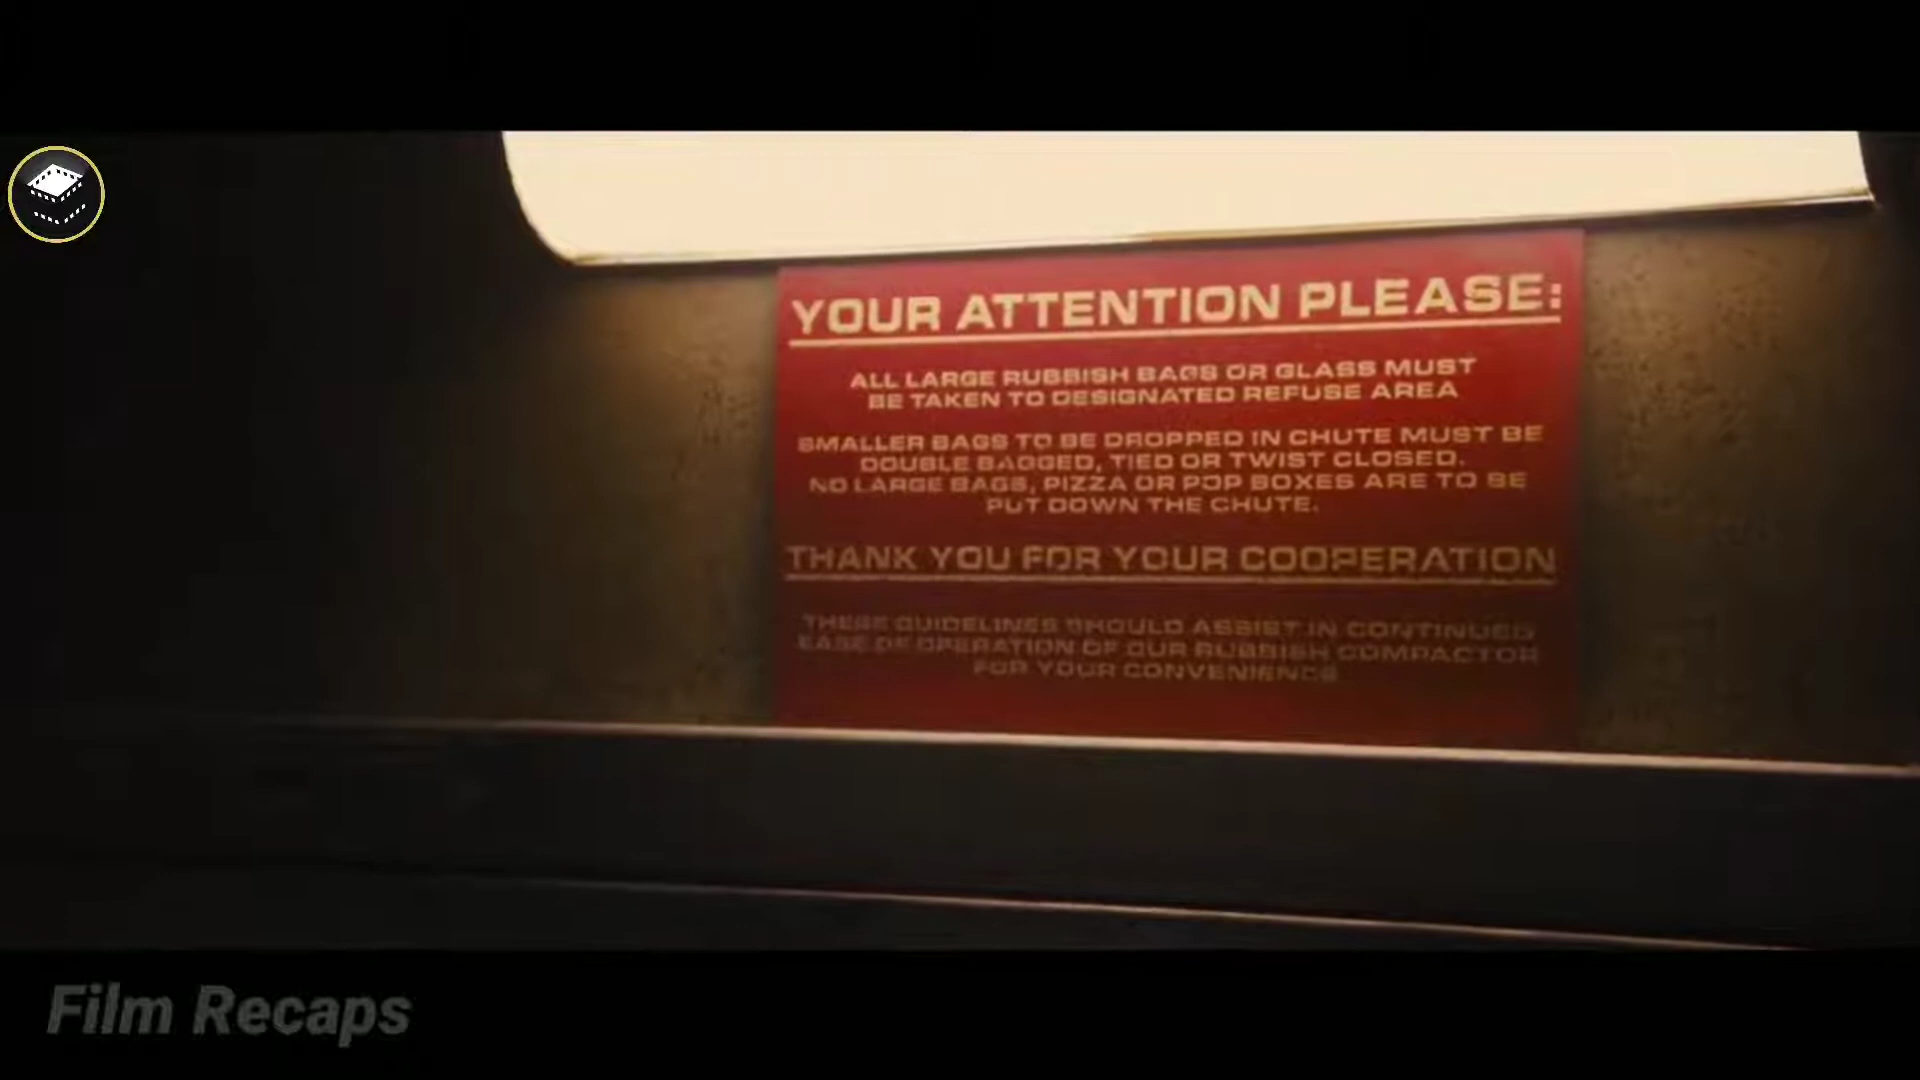 YOUR ATTENTION PLEASE:
ALL LARGE RUBBISH BAGS OR GLASS MUST
BE TAKEN TO DESIGNATED REFUSE AREA
SMALLER BAGS TO BE DROPPED IN CHUTE MUST BE
DOUBLE BAGGED, TIED OR TWIST CLOSED.
NO LARGE BAGS, PIZZA OR POP BOXES ARE TO BE
PUT DOWN THE CHUTE.
THANK YOU FOR YOUR COOPERATION
THESE GUIDELINES SHOULD ASSIST IN CONTINUED
EASE OF OPERATION OF OUR RUBBISH COMPACTOR
FOR YOUR CONVENIENCE
Film Recaps